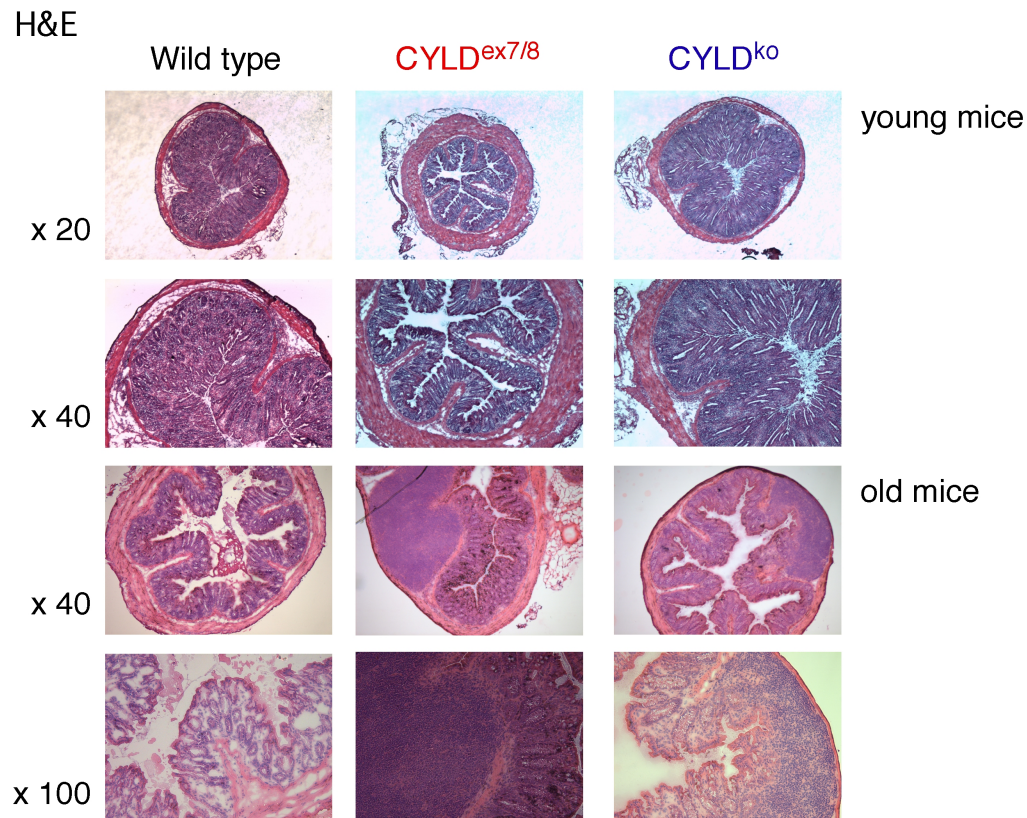 H&E
Wild type
CYLDex7/8
CYLDko
young mice
x 20
x 40
old mice
x 40
x 100